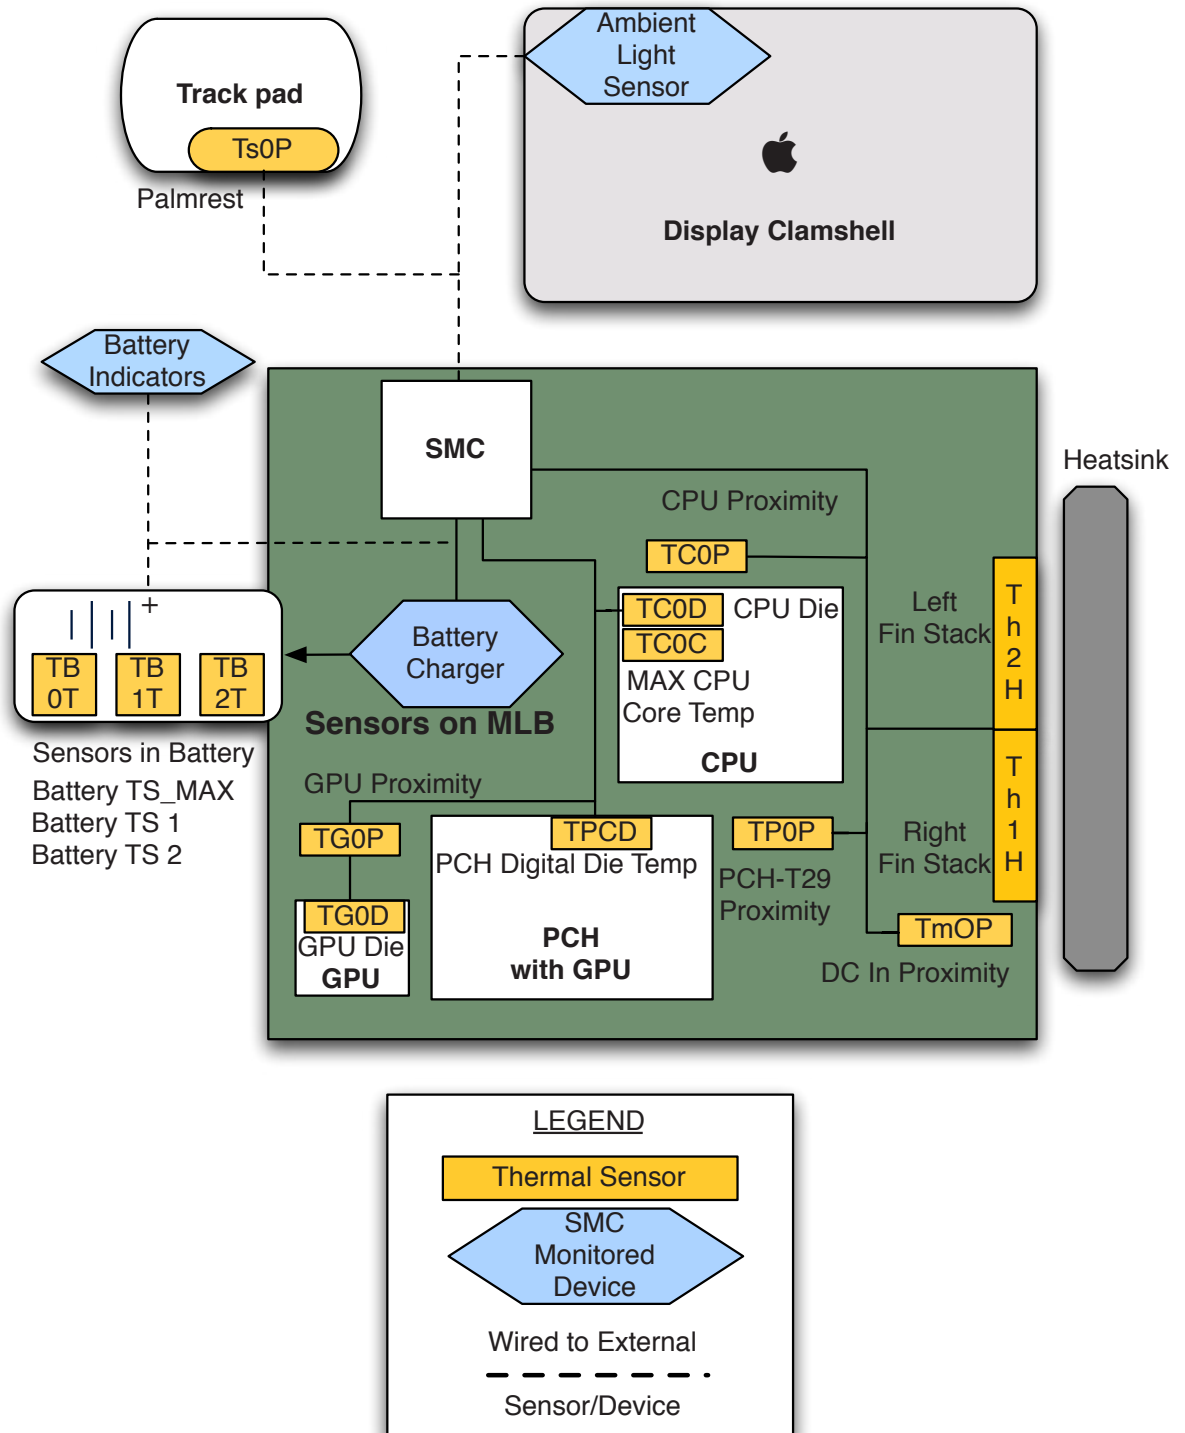 Ambient
Light
Sensor
Track pad
Ts0P
Palmrest
Display Clamshell
Battery
Indicators
SMC
Heatsink
CPU Proximity
TC0P
TC0D
CPU Die
TC0C
MAX CPU
Core Temp
CPU
Left
Fin Stack
T
h
2
H
Battery
Charger
+
TB
0T
TB
1T
TB
2T
Sensors on MLB
Sensors in Battery
Battery TS_MAX
Battery TS 1
Battery TS 2
GPU Proximity
TG0P
TG0D
GPU Die
GPU
TPCD
PCH Digital Die Temp
PCH
with GPU
TP0P
PCH-T29
Proximity
Right
Fin Stack
T
h
1
H
TmOP
DC In Proximity
LEGEND
Thermal Sensor
SMC
Monitored
Device
Wired to External
Sensor/Device